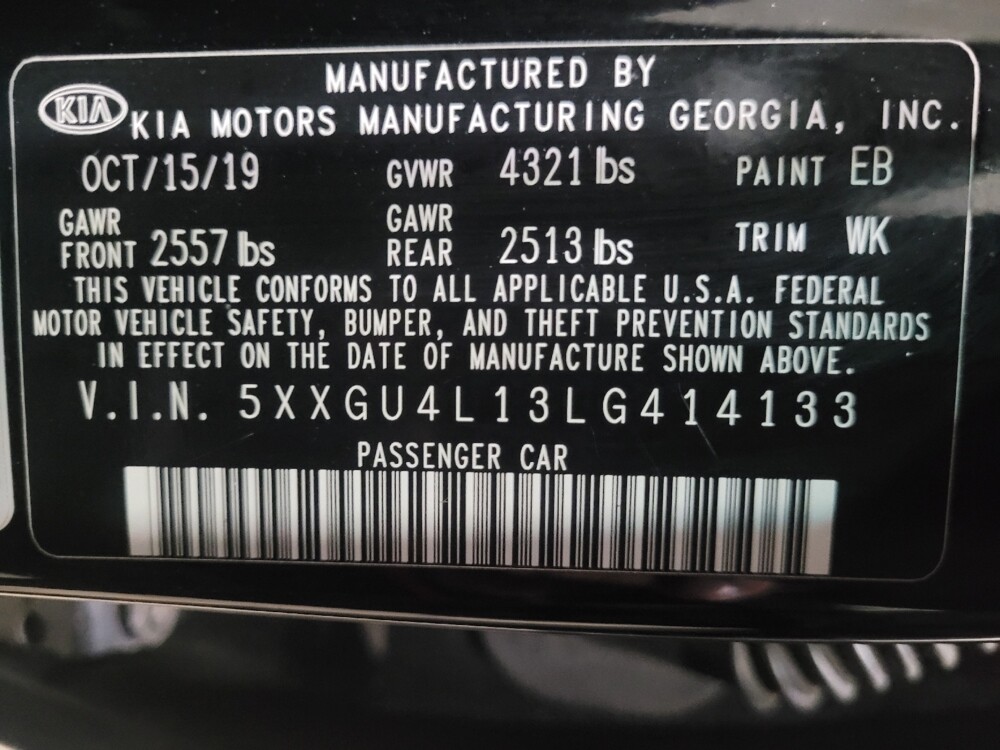 MANUFACTURED BY
KIA KIA MOTORS MANUFACTURING GEORGIA, INC.
OCT/15/19 GVWR 4321 lbs PAINT EB
GAWR FRONT 2557 lbs GAWR REAR 2513 lbs TRIM WK
THIS VEHICLE CONFORMS TO ALL APPLICABLE U.S.A. FEDERAL
MOTOR VEHICLE SAFETY, BUMPER, AND THEFT PREVENTION STANDARDS
IN EFFECT ON THE DATE OF MANUFACTURE SHOWN ABOVE.
V.I.N. 5XXGU4L13LG414133
PASSENGER CAR